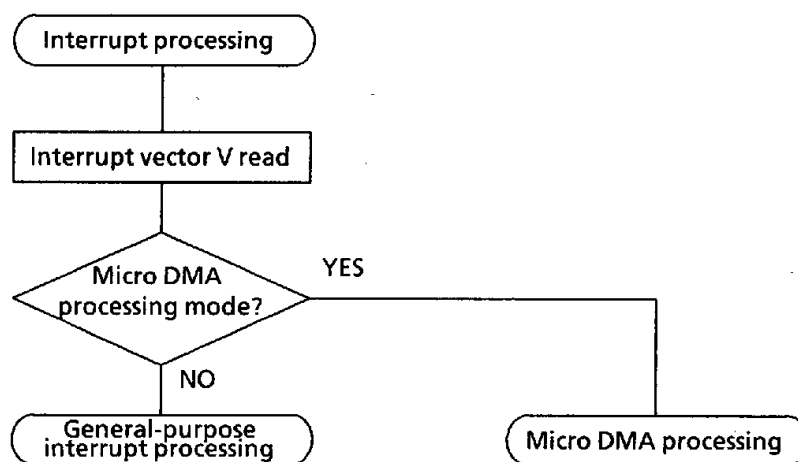 Interrupt processing
Interrupt vector V read
Micro DMA
processing mode?
YES
NO
General-purpose
interrupt processing
Micro DMA processing